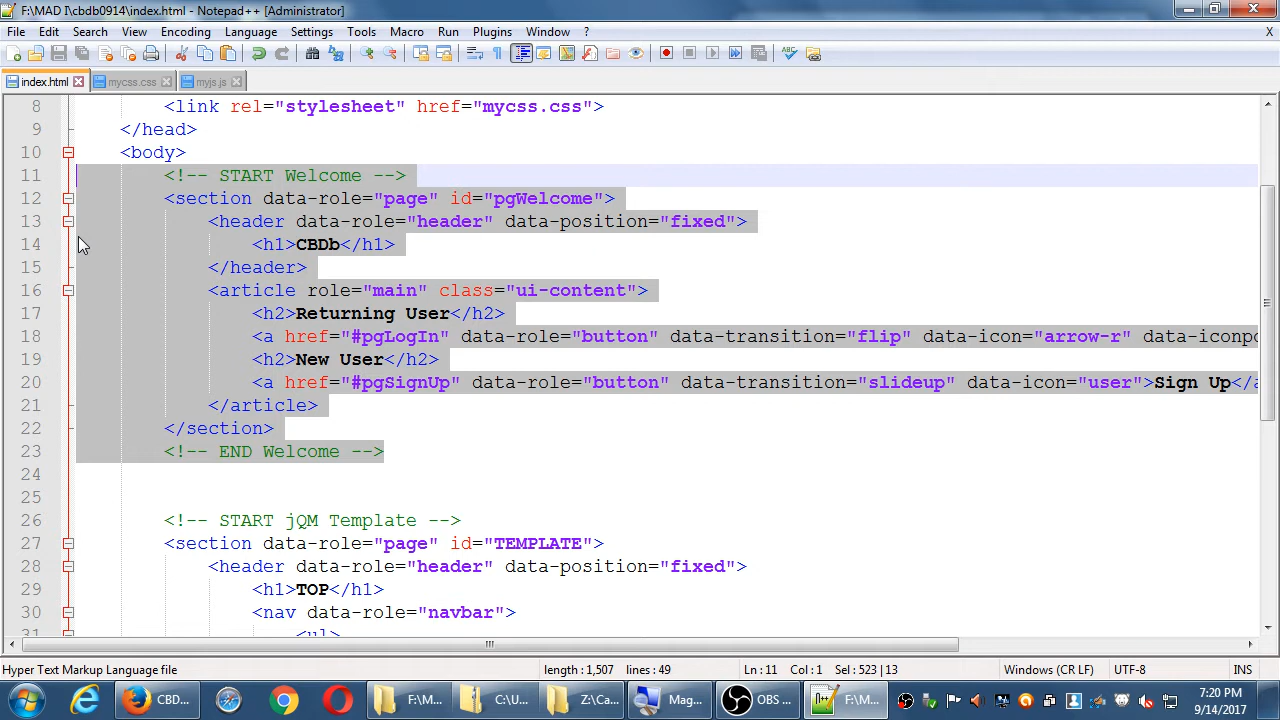 F:\MAD I\cbdb0914\index.html - Notepad++ [Administrator]
File Edit Search View Encoding Language Settings Tools Macro Run Plugins Window ? X
index.html mycss.css myjs.js
8 <link rel="stylesheet" href="mycss.css">
9 </head>
10 <body>
11 <!-- START Welcome -->
12 <section data-role="page" id="pgWelcome">
13 <header data-role="header" data-position="fixed">
14 <h1>CBDb</h1>
15 </header>
16 <article role="main" class="ui-content">
17 <h2>Returning User</h2>
18 <a href="#pgLogIn" data-role="button" data-transition="flip" data-icon="arrow-r" data-iconpo
19 <h2>New User</h2>
20 <a href="#pgSignUp" data-role="button" data-transition="slideup" data-icon="user">Sign Up</a
21 </article>
22 </section>
23 <!-- END Welcome -->
24
25
26 <!-- START jQM Template -->
27 <section data-role="page" id="TEMPLATE">
28 <header data-role="header" data-position="fixed">
29 <h1>TOP</h1>
30 <nav data-role="navbar">
31 <ul>
Hyper Text Markup Language file length : 1,507 lines : 49 Ln : 11 Col : 1 Sel : 523 | 13 Windows (CR LF) UTF-8 INS
CBD... F:\M... C:\U... Z:\Ca... Mag... OBS ... F:\M... 7:20 PM
9/14/2017